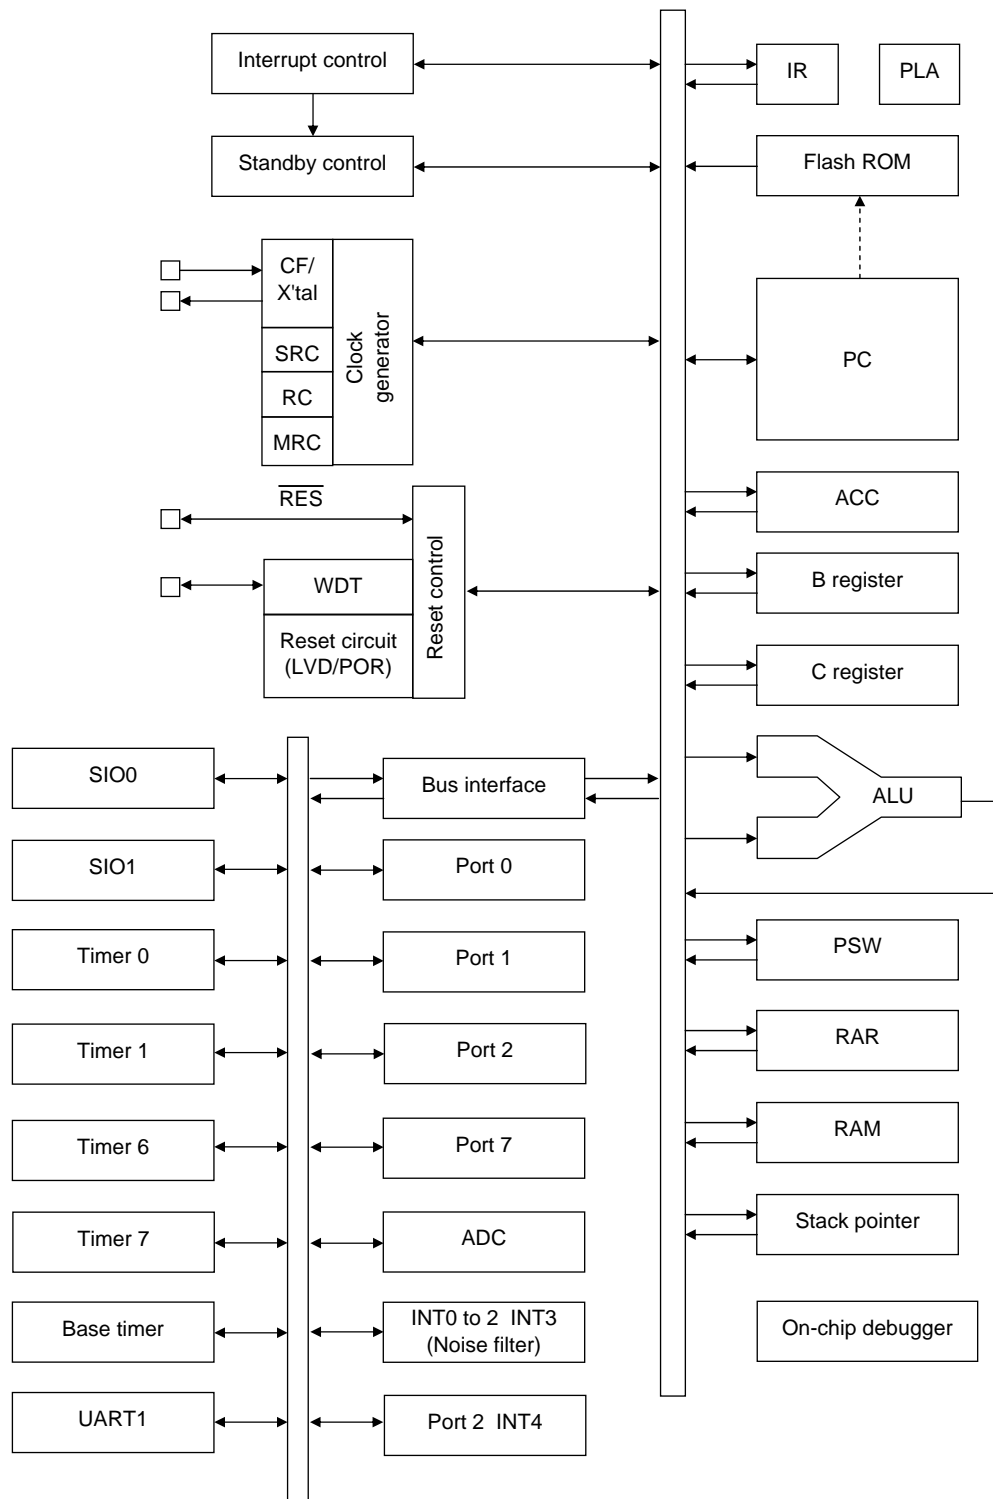 Interrupt control
IR
PLA
Standby control
Flash ROM
CF/
X'tal
SRC
RC
MRC
Clock
generator
PC
RES
ACC
WDT
Reset circuit
(LVD/POR)
Reset control
B register
C register
SIO0
Bus interface
ALU
SIO1
Port 0
Timer 0
Port 1
PSW
Timer 1
Port 2
RAR
Timer 6
Port 7
RAM
Timer 7
ADC
Stack pointer
Base timer
INT0 to 2 INT3
(Noise filter)
On-chip debugger
UART1
Port 2 INT4